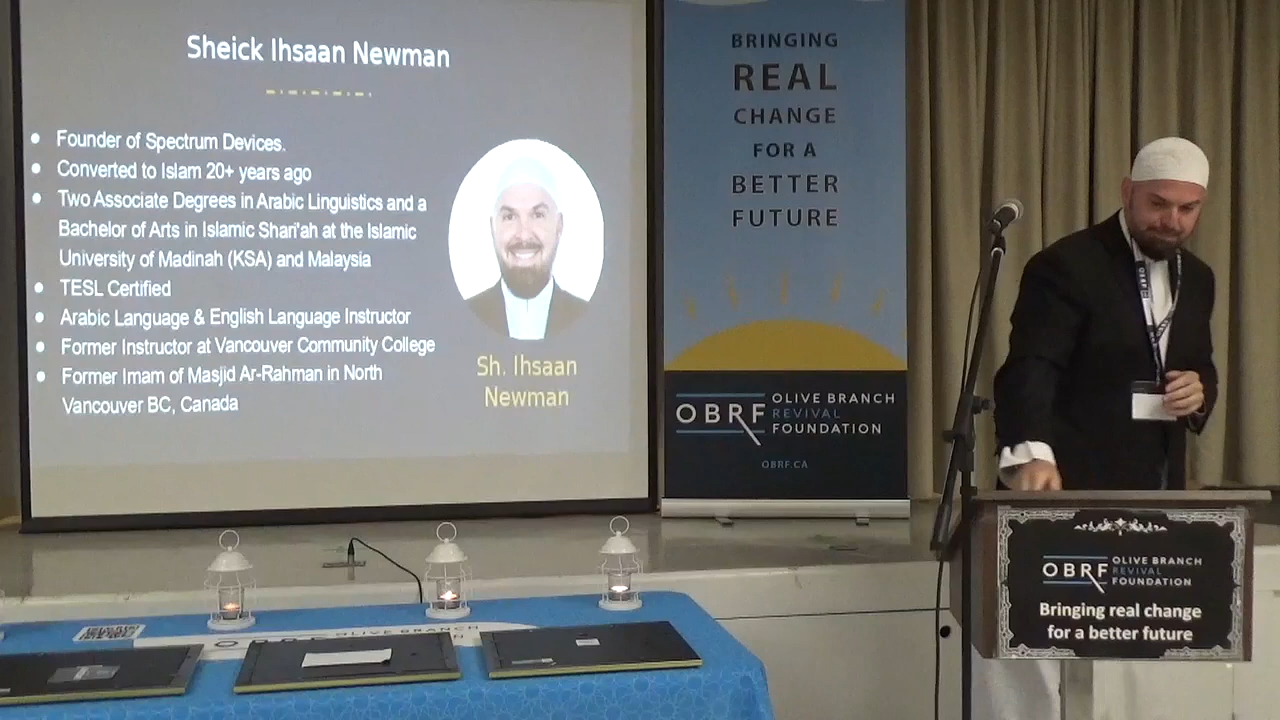 Sheick Ihsaan Newman
Founder of Spectrum Devices.
Converted to Islam 20+ years ago
Two Associate Degrees in Arabic Linguistics and a
Bachelor of Arts in Islamic Shari'ah at the Islamic
University of Madinah (KSA) and Malaysia
TESL Certified
Arabic Language & English Language Instructor
Former Instructor at Vancouver Community College
Former Imam of Masjid Ar-Rahman in North
Vancouver BC, Canada
Sh. Ihsaan
Newman
BRINGING
REAL
CHANGE
FOR A
BETTER
FUTURE
OBRF
OLIVE BRANCH
REVIVAL
FOUNDATION
OBRF.CA
OBRF
OBRF
OLIVE BRANCH
REVIVAL
FOUNDATION
Bringing real change
for a better future
OLIVE BRANCH